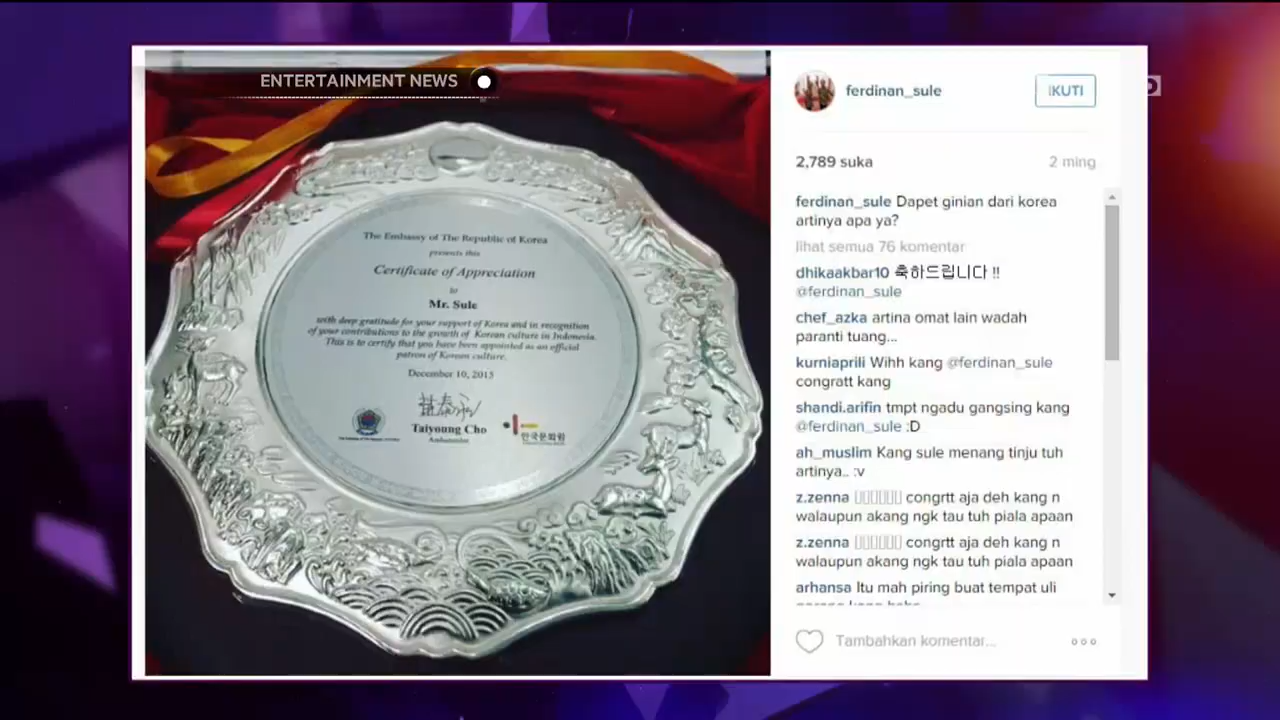 ENTERTAINMENT NEWS
The Embassy of The Republic of Korea
presents this
Certificate of Appreciation
to
Mr. Sule
with deep gratitude for your support of Korea and in recognition
of your contributions to the growth of Korean culture in Indonesia.
This is to certify that you have been appointed as an official
patron of Korean culture.
December 10, 2015
Taiyoung Cho
Ambassador
한국문화원
ferdinan_sule
IKUTI
2,789 suka
2 ming
ferdinan_sule Dapet ginian dari korea
artinya apa ya?
lihat semua 76 komentar
dhikaakbar10 축하드립니다 !!
@ferdinan_sule
chef_azka artina omat lain wadah
paranti tuang...
kurniaprili Wihh kang @ferdinan_sule
congratt kang
shandi.arifin tmpt ngadu gangsing kang
@ferdinan_sule :D
ah_muslim Kang sule menang tinju tuh
artinya.. :v
z.zenna congrtt aja deh kang n
walaupun akang ngk tau tuh piala apaan
z.zenna congrtt aja deh kang n
walaupun akang ngk tau tuh piala apaan
arhansa Itu mah piring buat tempat uli
Tambahkan komentar...